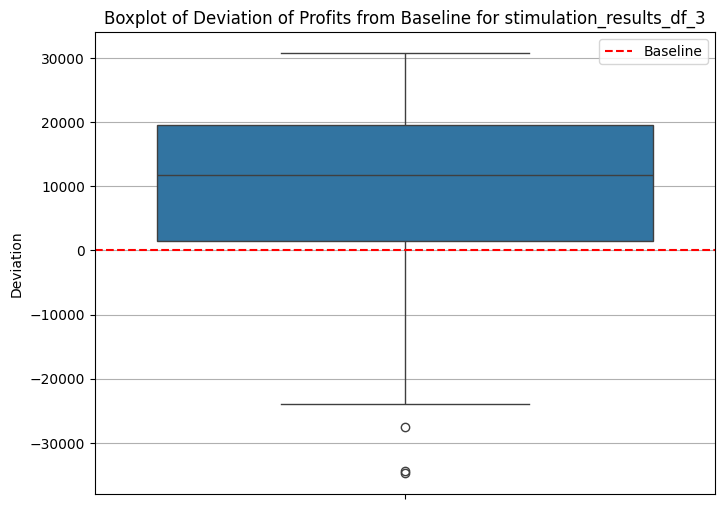 Boxplot of Deviation of Profits from Baseline for stimulation_results_df_3
Baseline
30000
20000
10000
0
−10000
−20000
−30000
Deviation